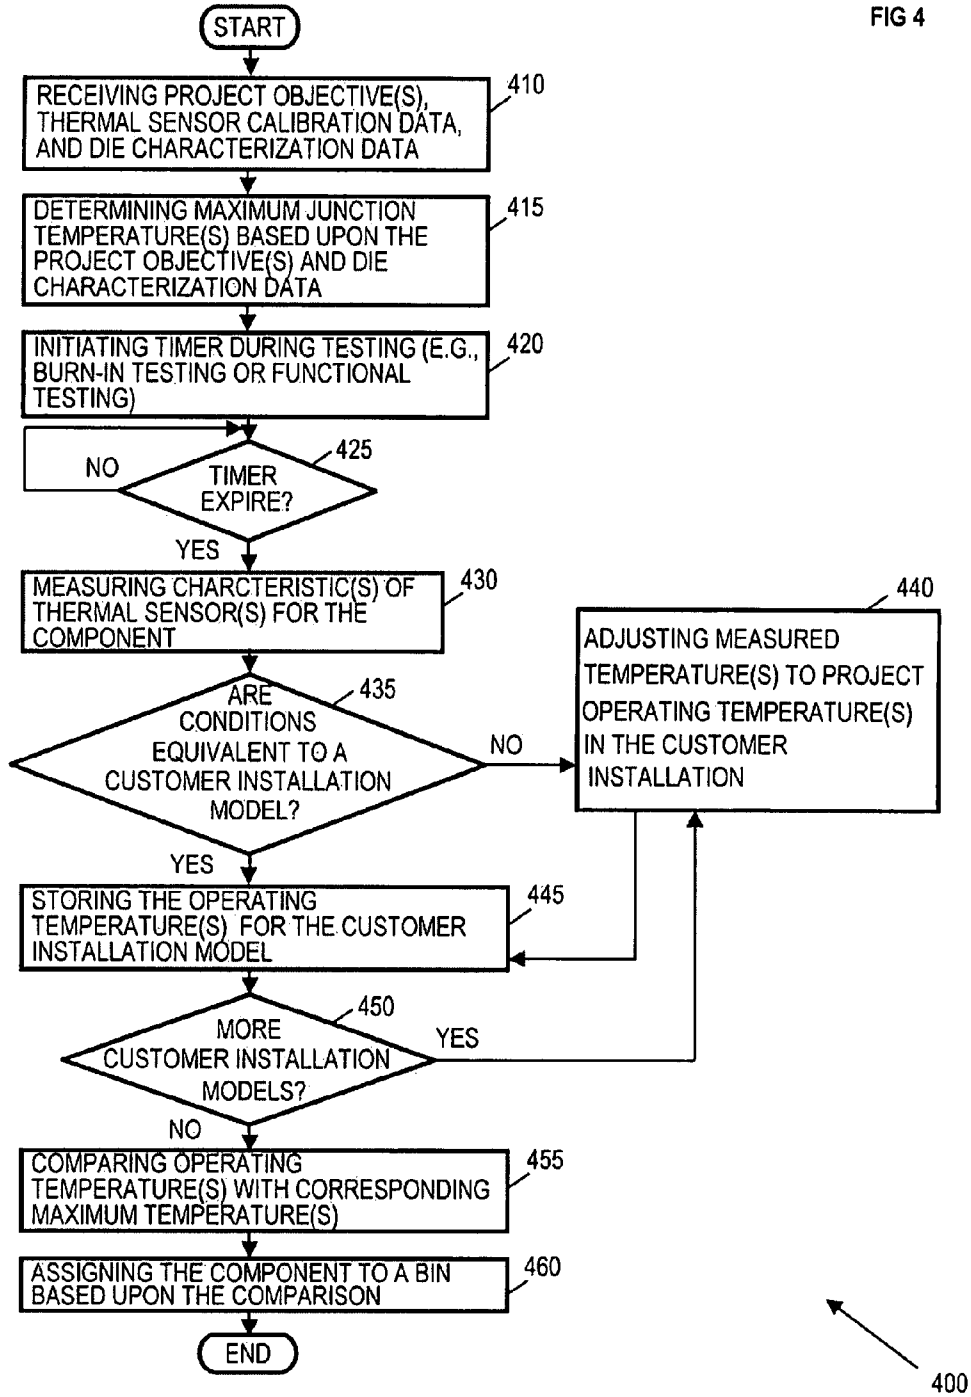 FIG 4
START
410
RECEIVING PROJECT OBJECTIVE(S),
THERMAL SENSOR CALIBRATION DATA,
AND DIE CHARACTERIZATION DATA
415
DETERMINING MAXIMUM JUNCTION
TEMPERATURE(S) BASED UPON THE
PROJECT OBJECTIVE(S) AND DIE
CHARACTERIZATION DATA
420
INITIATING TIMER DURING TESTING (E.G.,
BURN-IN TESTING OR FUNCTIONAL
TESTING)
425
NO
TIMER
EXPIRE?
YES
430
MEASURING CHARCTERISTIC(S) OF
THERMAL SENSOR(S) FOR THE
COMPONENT
440
ADJUSTING MEASURED
TEMPERATURE(S) TO PROJECT
OPERATING TEMPERATURE(S)
IN THE CUSTOMER
INSTALLATION
435
ARE
CONDITIONS
EQUIVALENT TO A
CUSTOMER INSTALLATION
MODEL?
NO
YES
445
STORING THE OPERATING
TEMPERATURE(S) FOR THE CUSTOMER
INSTALLATION MODEL
450
MORE
CUSTOMER INSTALLATION
MODELS?
YES
NO
455
COMPARING OPERATING
TEMPERATURE(S) WITH CORRESPONDING
MAXIMUM TEMPERATURE(S)
460
ASSIGNING THE COMPONENT TO A BIN
BASED UPON THE COMPARISON
END
400